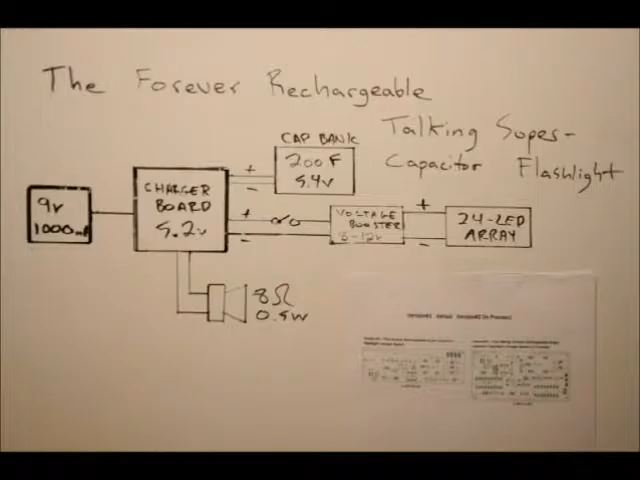 The Forever Rechargeable
Talking Super-
Capacitor Flashlight
CAP BANK
200F
5.4v
+
-
9v
1000mA
CHARGER
BOARD
5.2v
+
-
VOLTAGE
BOOSTER
8-12v
+
-
24-LED
ARRAY
8Ω
0.5W